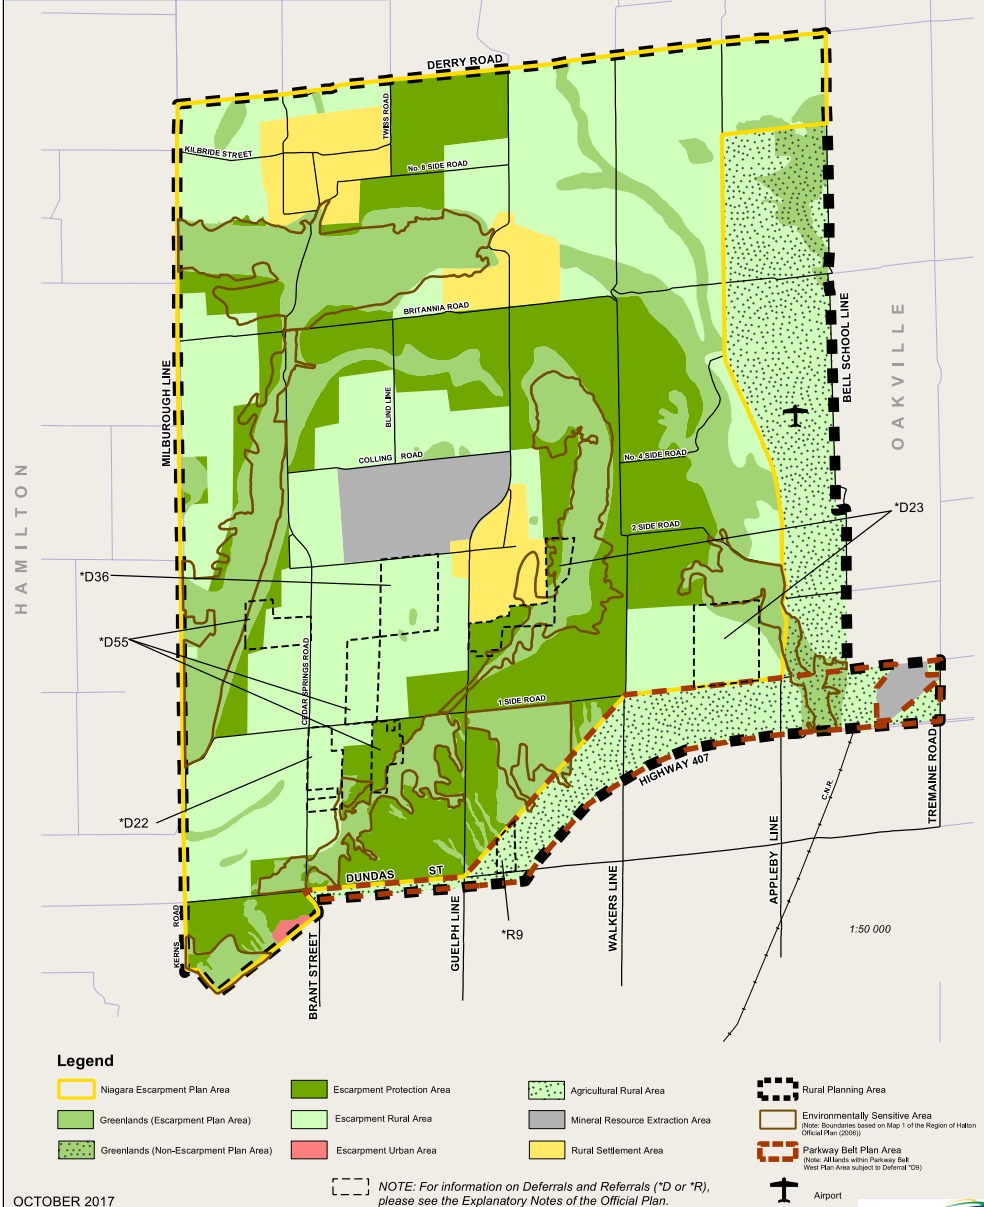 DERRY ROAD
TWISS ROAD
KILBRIDE STREET
No. 8 SIDE ROAD
BRITANNIA ROAD
BELL SCHOOL LINE
OAKVILLE
MILBOROUGH LINE
BLIND LINE
COLLING ROAD
No. 4 SIDE ROAD
HAMILTON
2 SIDE ROAD
*D23
*D36
*D55
CEDAR SPRINGS ROAD
1 SIDE ROAD
HIGHWAY 407
TREMAINE ROAD
C.N.R.
*D22
APPLEBY LINE
DUNDAS ST
WALKERS LINE
GUELPH LINE
*R9
KERNS ROAD
BRANT STREET
1:50 000
Legend
Niagara Escarpment Plan Area
Greenlands (Escarpment Plan Area)
Greenlands (Non-Escarpment Plan Area)
Escarpment Protection Area
Escarpment Rural Area
Escarpment Urban Area
Agricultural Rural Area
Mineral Resource Extraction Area
Rural Settlement Area
Rural Planning Area
Environmentally Sensitive Area
(Note: Boundaries based on Map 1 of the Region of Halton
Official Plan (2006))
Parkway Belt Plan Area
(Note: All lands within Parkway Belt
West Plan Area subject to Deferral "D9)
Airport
NOTE: For information on Deferrals and Referrals (*D or *R),
please see the Explanatory Notes of the Official Plan.
OCTOBER 2017